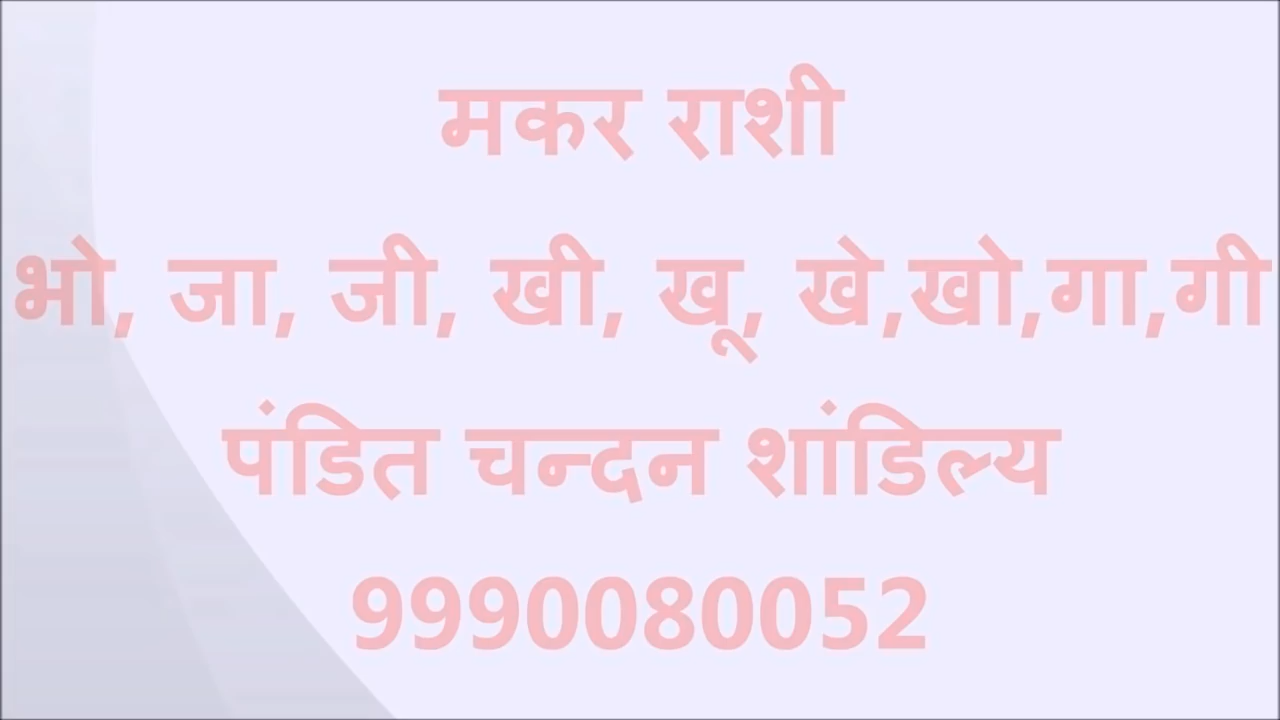 मकर राशी
भो, जा, जी, खी, खू, खे,खो,गा,गी
पंडित चन्दन शांडिल्य
9990080052